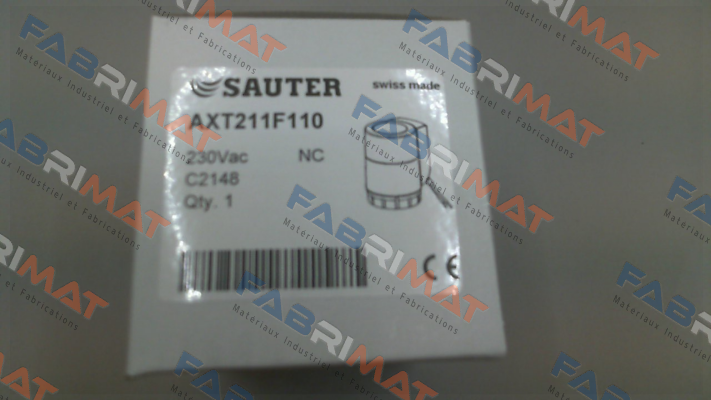 SAUTER
swiss made
AXT211F110
230Vac NC
C2148
Qty. 1
CE
FABRIMAT
Materiaux Industriel et Fabrications